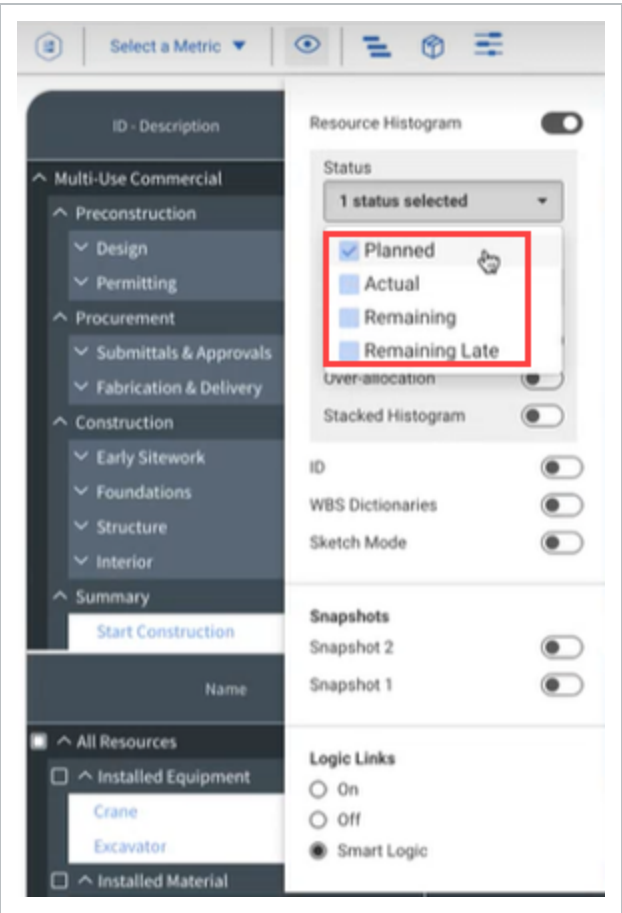 Select a Metric
ID - Description
Multi-Use Commercial
Preconstruction
Design
Permitting
Procurement
Submittals & Approvals
Fabrication & Delivery
Construction
Early Sitework
Foundations
Structure
Interior
Summary
Start Construction
Name
All Resources
Installed Equipment
Crane
Excavator
Installed Material
Resource Histogram
Status
1 status selected
Planned
Actual
Remaining
Remaining Late
Over-allocation
Stacked Histogram
ID
WBS Dictionaries
Sketch Mode
Snapshots
Snapshot 2
Snapshot 1
Logic Links
On
Off
Smart Logic